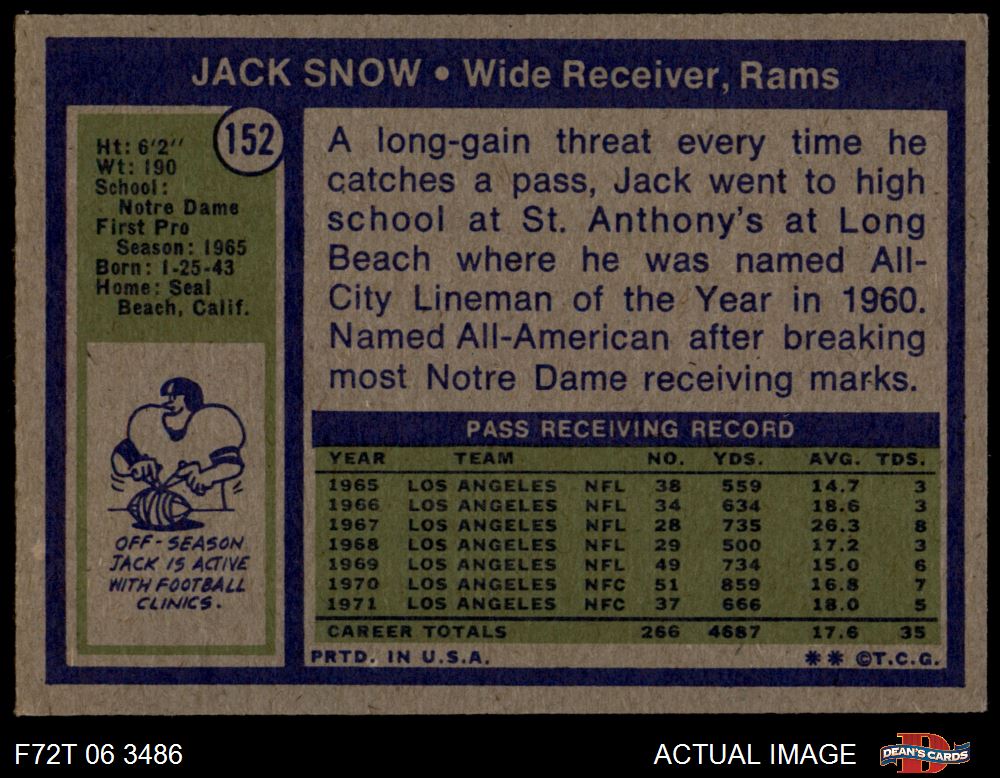 JACK SNOW • Wide Receiver, Rams
152
Ht: 6'2"
Wt: 190
School:
Notre Dame
First Pro
Season: 1965
Born: 1-25-43
Home: Seal
Beach, Calif.
OFF-SEASON
JACK IS ACTIVE
WITH FOOTBALL
CLINICS.
A long-gain threat every time he
catches a pass, Jack went to high
school at St. Anthony's at Long
Beach where he was named All-
City Lineman of the Year in 1960.
Named All-American after breaking
most Notre Dame receiving marks.
PASS RECEIVING RECORD
YEAR TEAM NO. YDS. AVG. TDS.
1965 LOS ANGELES NFL 38 559 14.7 3
1966 LOS ANGELES NFL 34 634 18.6 3
1967 LOS ANGELES NFL 28 735 26.3 8
1968 LOS ANGELES NFL 29 500 17.2 3
1969 LOS ANGELES NFL 49 734 15.0 6
1970 LOS ANGELES NFC 51 859 16.8 7
1971 LOS ANGELES NFC 37 666 18.0 5
CAREER TOTALS 266 4687 17.6 35
PRTD. IN U.S.A. ** ©T.C.G.
F72T 06 3486 ACTUAL IMAGE D DEAN'S CARDS